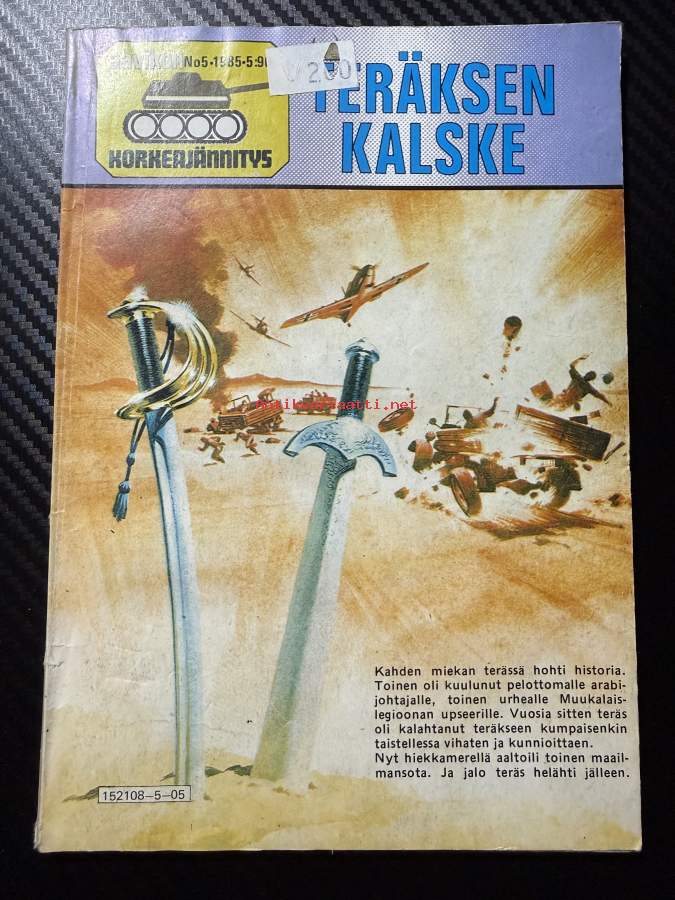 No5·1985·5:90
2,00
TERÄKSEN
KALSKE
KORKEAJÄNNITYS
antikvariaatti.net
Kahden miekan terässä hohti historia.
Toinen oli kuulunut pelottomalle arabi-
johtajalle, toinen urhealle Muukalais-
legioonan upseerille. Vuosia sitten teräs
oli kalahtanut teräkseen kumpaisenkin
taistellessa vihaten ja kunnioittaen.
Nyt hiekkamerellä aaltoili toinen maail-
mansota. Ja jalo teräs helähti jälleen.
152108–5–05